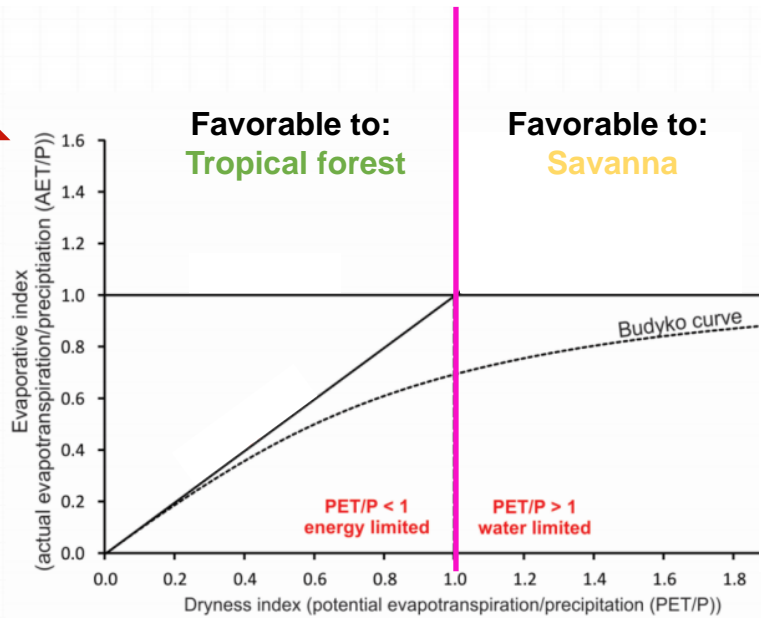 Favorable to:
Tropical forest
Favorable to:
Savanna
Evaporative index
(actual evapotranspiration/preciptiation (AET/P))
1.6
1.4
1.2
1.0
0.8
0.6
0.4
0.2
0.0
Budyko curve
PET/P < 1
energy limited
PET/P > 1
water limited
0.0 0.2 0.4 0.6 0.8 1.0 1.2 1.4 1.6 1.8
Dryness index (potential evapotranspiration/precipitation (PET/P))